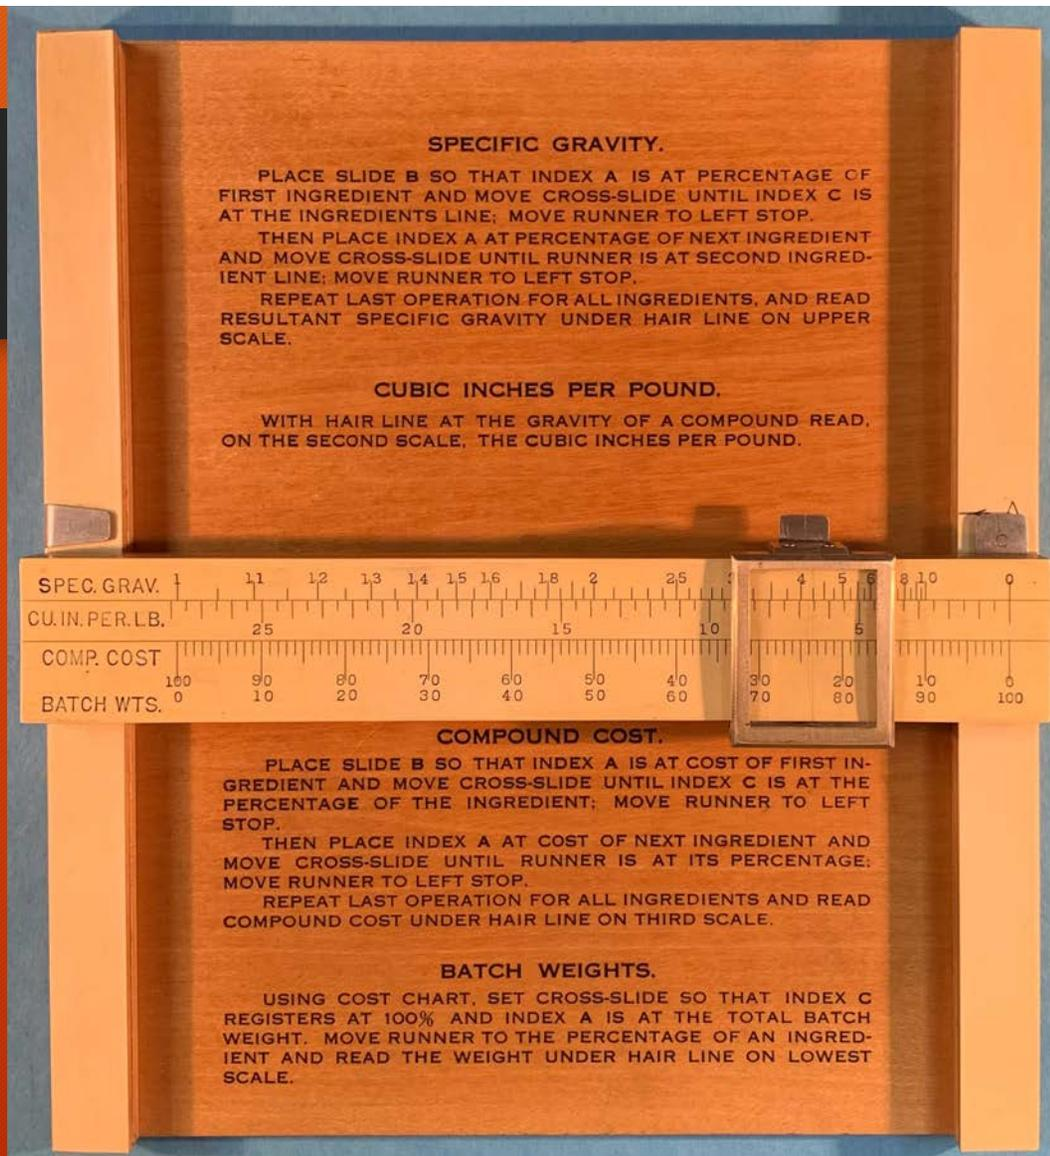 SPECIFIC GRAVITY.
PLACE SLIDE B SO THAT INDEX A IS AT PERCENTAGE OF
FIRST INGREDIENT AND MOVE CROSS-SLIDE UNTIL INDEX C IS
AT THE INGREDIENTS LINE; MOVE RUNNER TO LEFT STOP.
THEN PLACE INDEX A AT PERCENTAGE OF NEXT INGREDIENT
AND MOVE CROSS-SLIDE UNTIL RUNNER IS AT SECOND INGRED-
IENT LINE; MOVE RUNNER TO LEFT STOP.
REPEAT LAST OPERATION FOR ALL INGREDIENTS, AND READ
RESULTANT SPECIFIC GRAVITY UNDER HAIR LINE ON UPPER
SCALE.
CUBIC INCHES PER POUND.
WITH HAIR LINE AT THE GRAVITY OF A COMPOUND READ,
ON THE SECOND SCALE, THE CUBIC INCHES PER POUND.
SPEC. GRAV. 1 1.1 1.2 1.3 1.4 1.5 1.6 1.8 2 2.5 3 4 5 6 8 10 0
CU.IN.PER.LB. 25 20 15 10 5
COMP. COST 100 90 80 70 60 50 40 30 20 10 0
BATCH WTS. 0 10 20 30 40 50 60 70 80 90 100
COMPOUND COST.
PLACE SLIDE B SO THAT INDEX A IS AT COST OF FIRST IN-
GREDIENT AND MOVE CROSS-SLIDE UNTIL INDEX C IS AT THE
PERCENTAGE OF THE INGREDIENT; MOVE RUNNER TO LEFT
STOP.
THEN PLACE INDEX A AT COST OF NEXT INGREDIENT AND
MOVE CROSS-SLIDE UNTIL RUNNER IS AT ITS PERCENTAGE;
MOVE RUNNER TO LEFT STOP.
REPEAT LAST OPERATION FOR ALL INGREDIENTS AND READ
COMPOUND COST UNDER HAIR LINE ON THIRD SCALE.
BATCH WEIGHTS.
USING COST CHART, SET CROSS-SLIDE SO THAT INDEX C
REGISTERS AT 100% AND INDEX A IS AT THE TOTAL BATCH
WEIGHT. MOVE RUNNER TO THE PERCENTAGE OF AN INGRED-
IENT AND READ THE WEIGHT UNDER HAIR LINE ON LOWEST
SCALE.